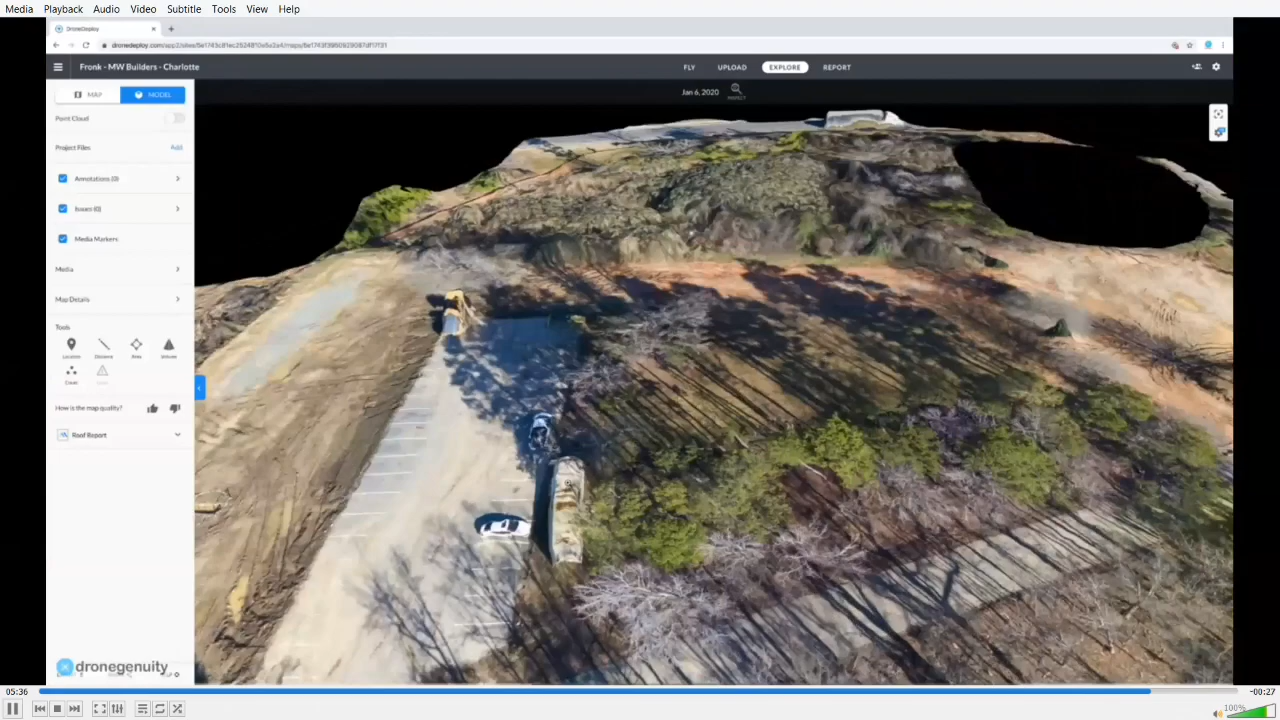 Media Playback Audio Video Subtitle Tools View Help
DroneDeploy
Fronk - MW Builders - Charlotte
FLY UPLOAD EXPLORE REPORT
Jan 6, 2020
INSPECT
MAP MODEL
Point Cloud
Project Files Add
Annotations (0)
Issues (0)
Media Markers
Media
Map Details
Tools
Location Distance Area Volume
Count
How is the map quality?
Roof Report
dronegenuity
05:36 -00:27
100%